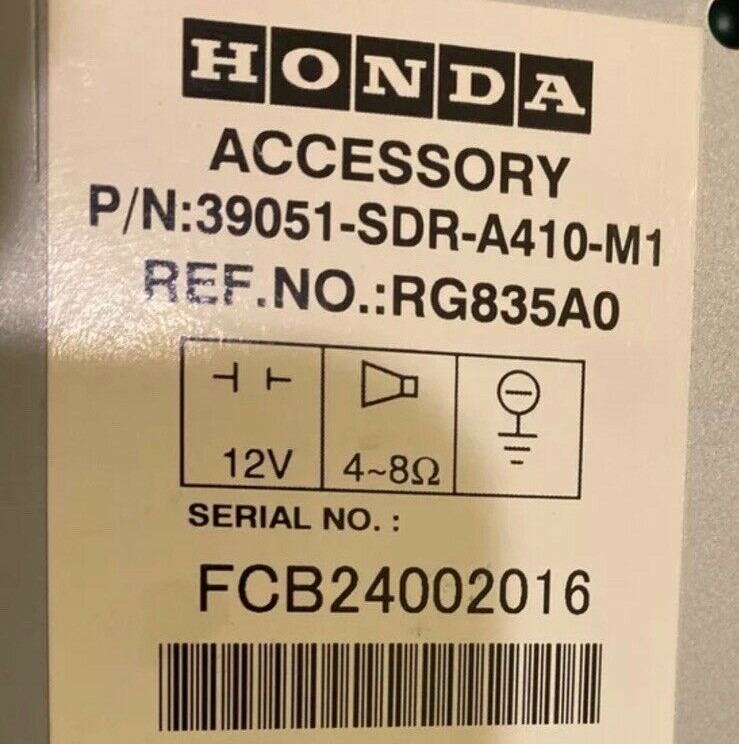 HONDA
ACCESSORY
P/N:39051-SDR-A410-M1
REF.NO.:RG835A0
12V 4~8Ω
SERIAL NO. :
FCB24002016